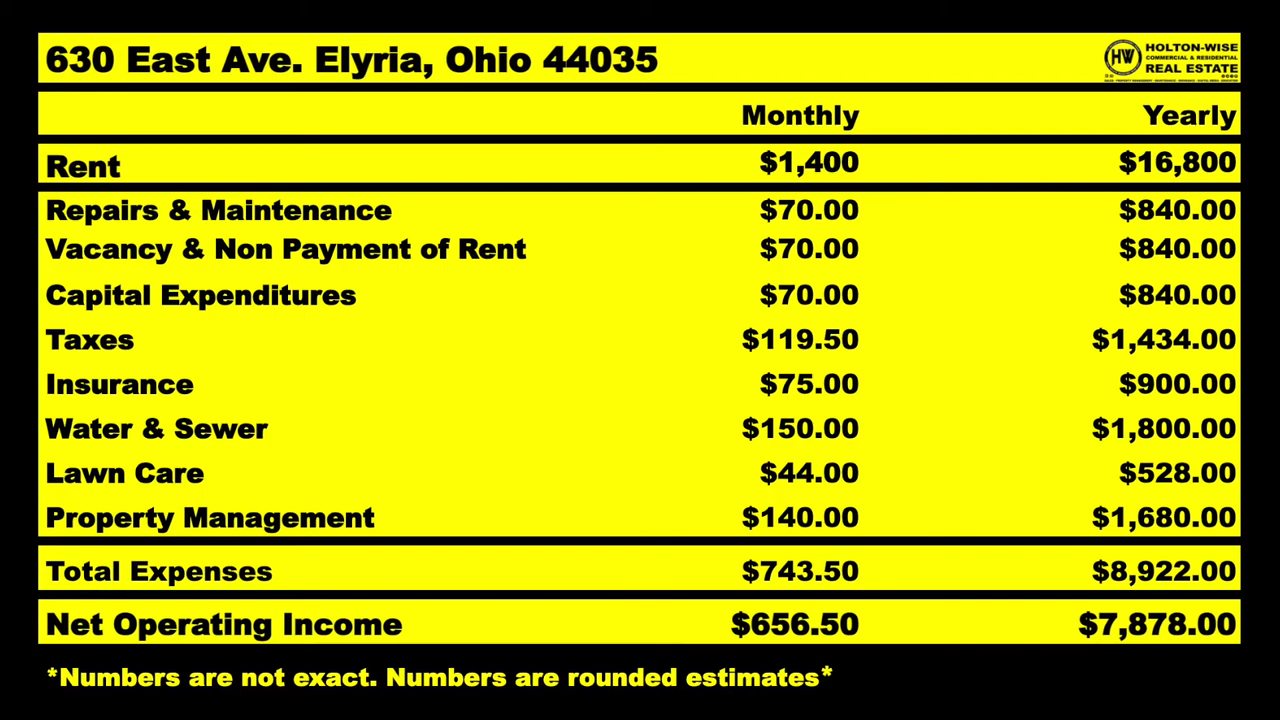 630 East Ave. Elyria, Ohio 44035
HW
HOLTON-WISE
COMMERCIAL & RESIDENTIAL
REAL ESTATE
Monthly Yearly
Rent $1,400 $16,800
Repairs & Maintenance $70.00 $840.00
Vacancy & Non Payment of Rent $70.00 $840.00
Capital Expenditures $70.00 $840.00
Taxes $119.50 $1,434.00
Insurance $75.00 $900.00
Water & Sewer $150.00 $1,800.00
Lawn Care $44.00 $528.00
Property Management $140.00 $1,680.00
Total Expenses $743.50 $8,922.00
Net Operating Income $656.50 $7,878.00
*Numbers are not exact. Numbers are rounded estimates*